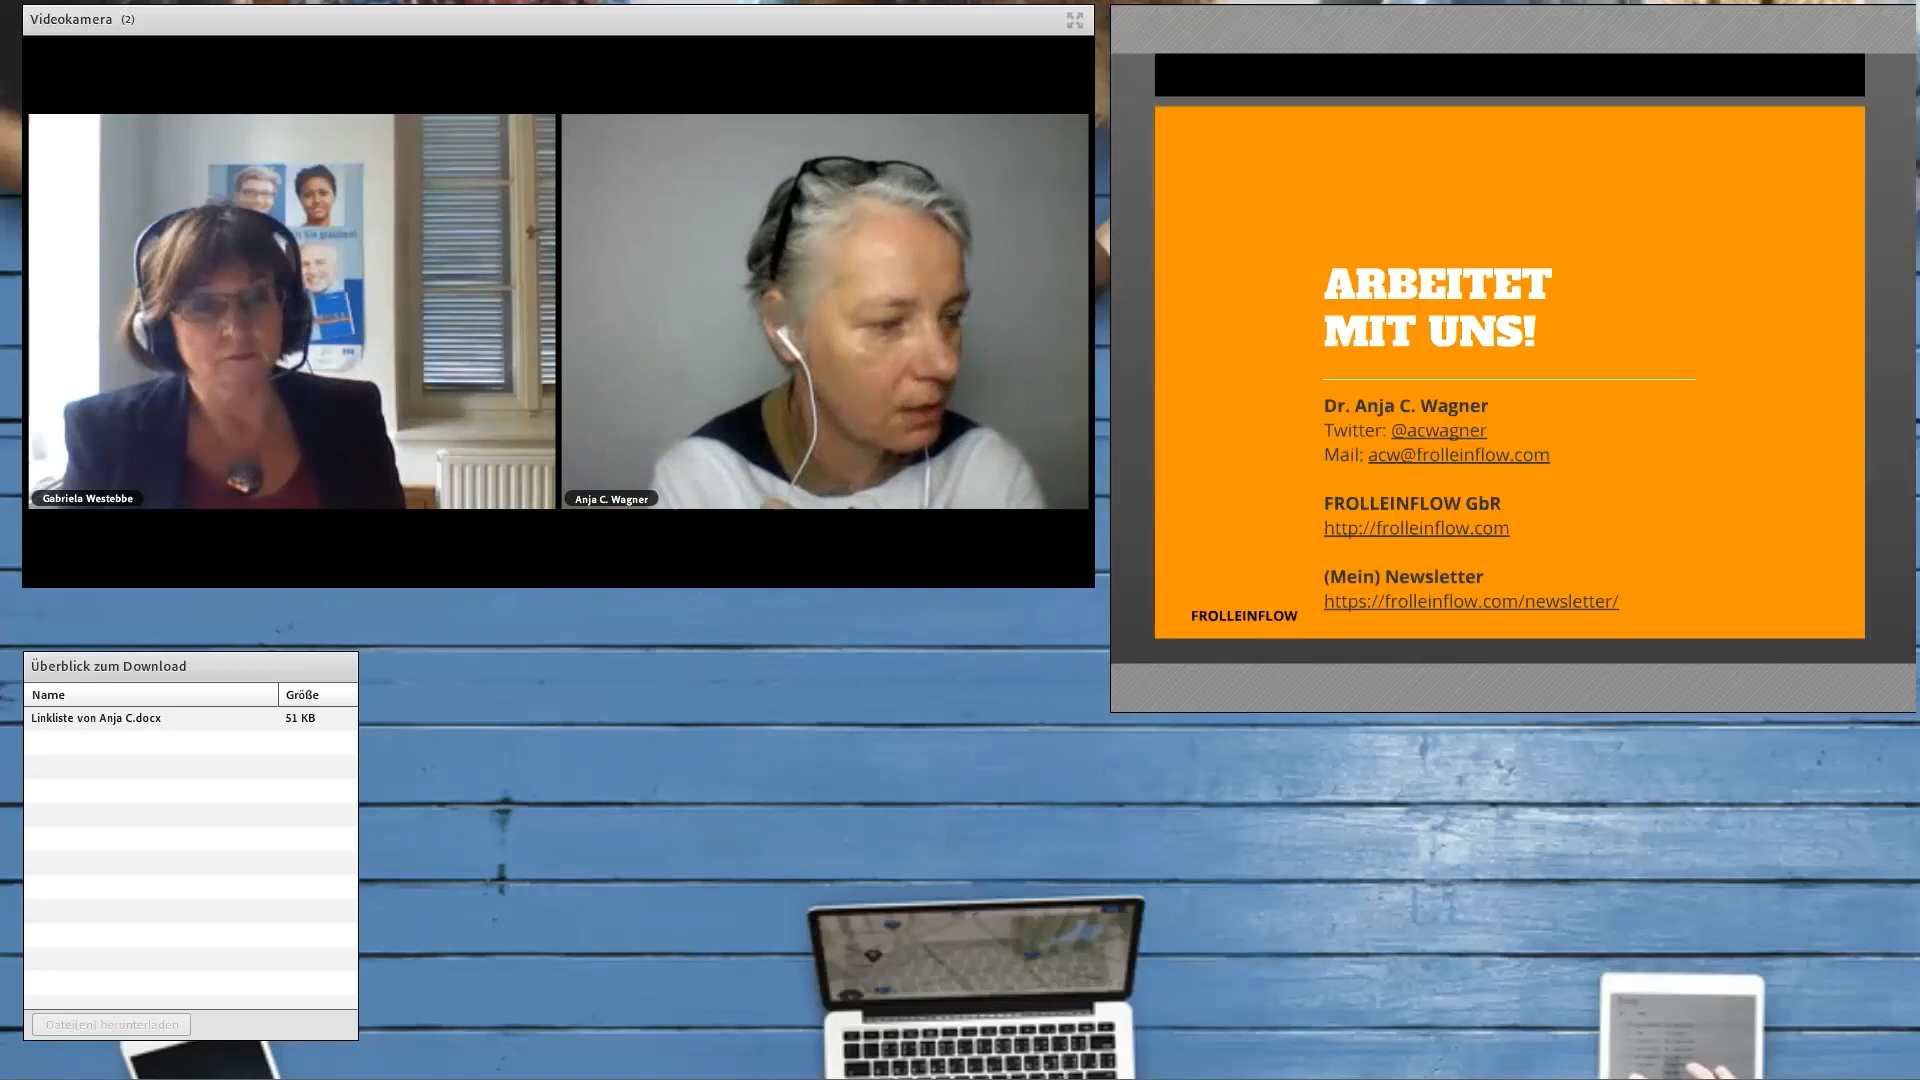 Videokamera (2)
Gabriela Westebbe
Anja C. Wagner
ARBEITET
MIT UNS!
Dr. Anja C. Wagner
Twitter: @acwagner
Mail: acw@frolleinflow.com
FROLLEINFLOW GbR
http://frolleinflow.com
(Mein) Newsletter
https://frolleinflow.com/newsletter/
FROLLEINFLOW
Überblick zum Download
Name Größe
Linkliste von Anja C.docx 51 KB
Datei(en) herunterladen